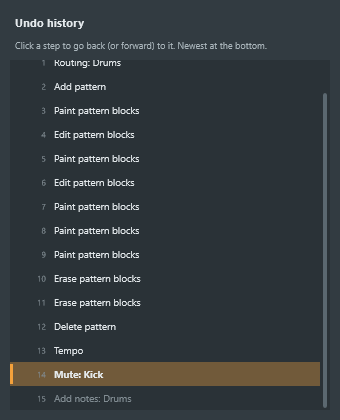 Undo history
Click a step to go back (or forward) to it. Newest at the bottom.
1 Routing: Drums
2 Add pattern
3 Paint pattern blocks
4 Edit pattern blocks
5 Paint pattern blocks
6 Edit pattern blocks
7 Paint pattern blocks
8 Paint pattern blocks
9 Paint pattern blocks
10 Erase pattern blocks
11 Erase pattern blocks
12 Delete pattern
13 Tempo
14 Mute: Kick
15 Add notes: Drums